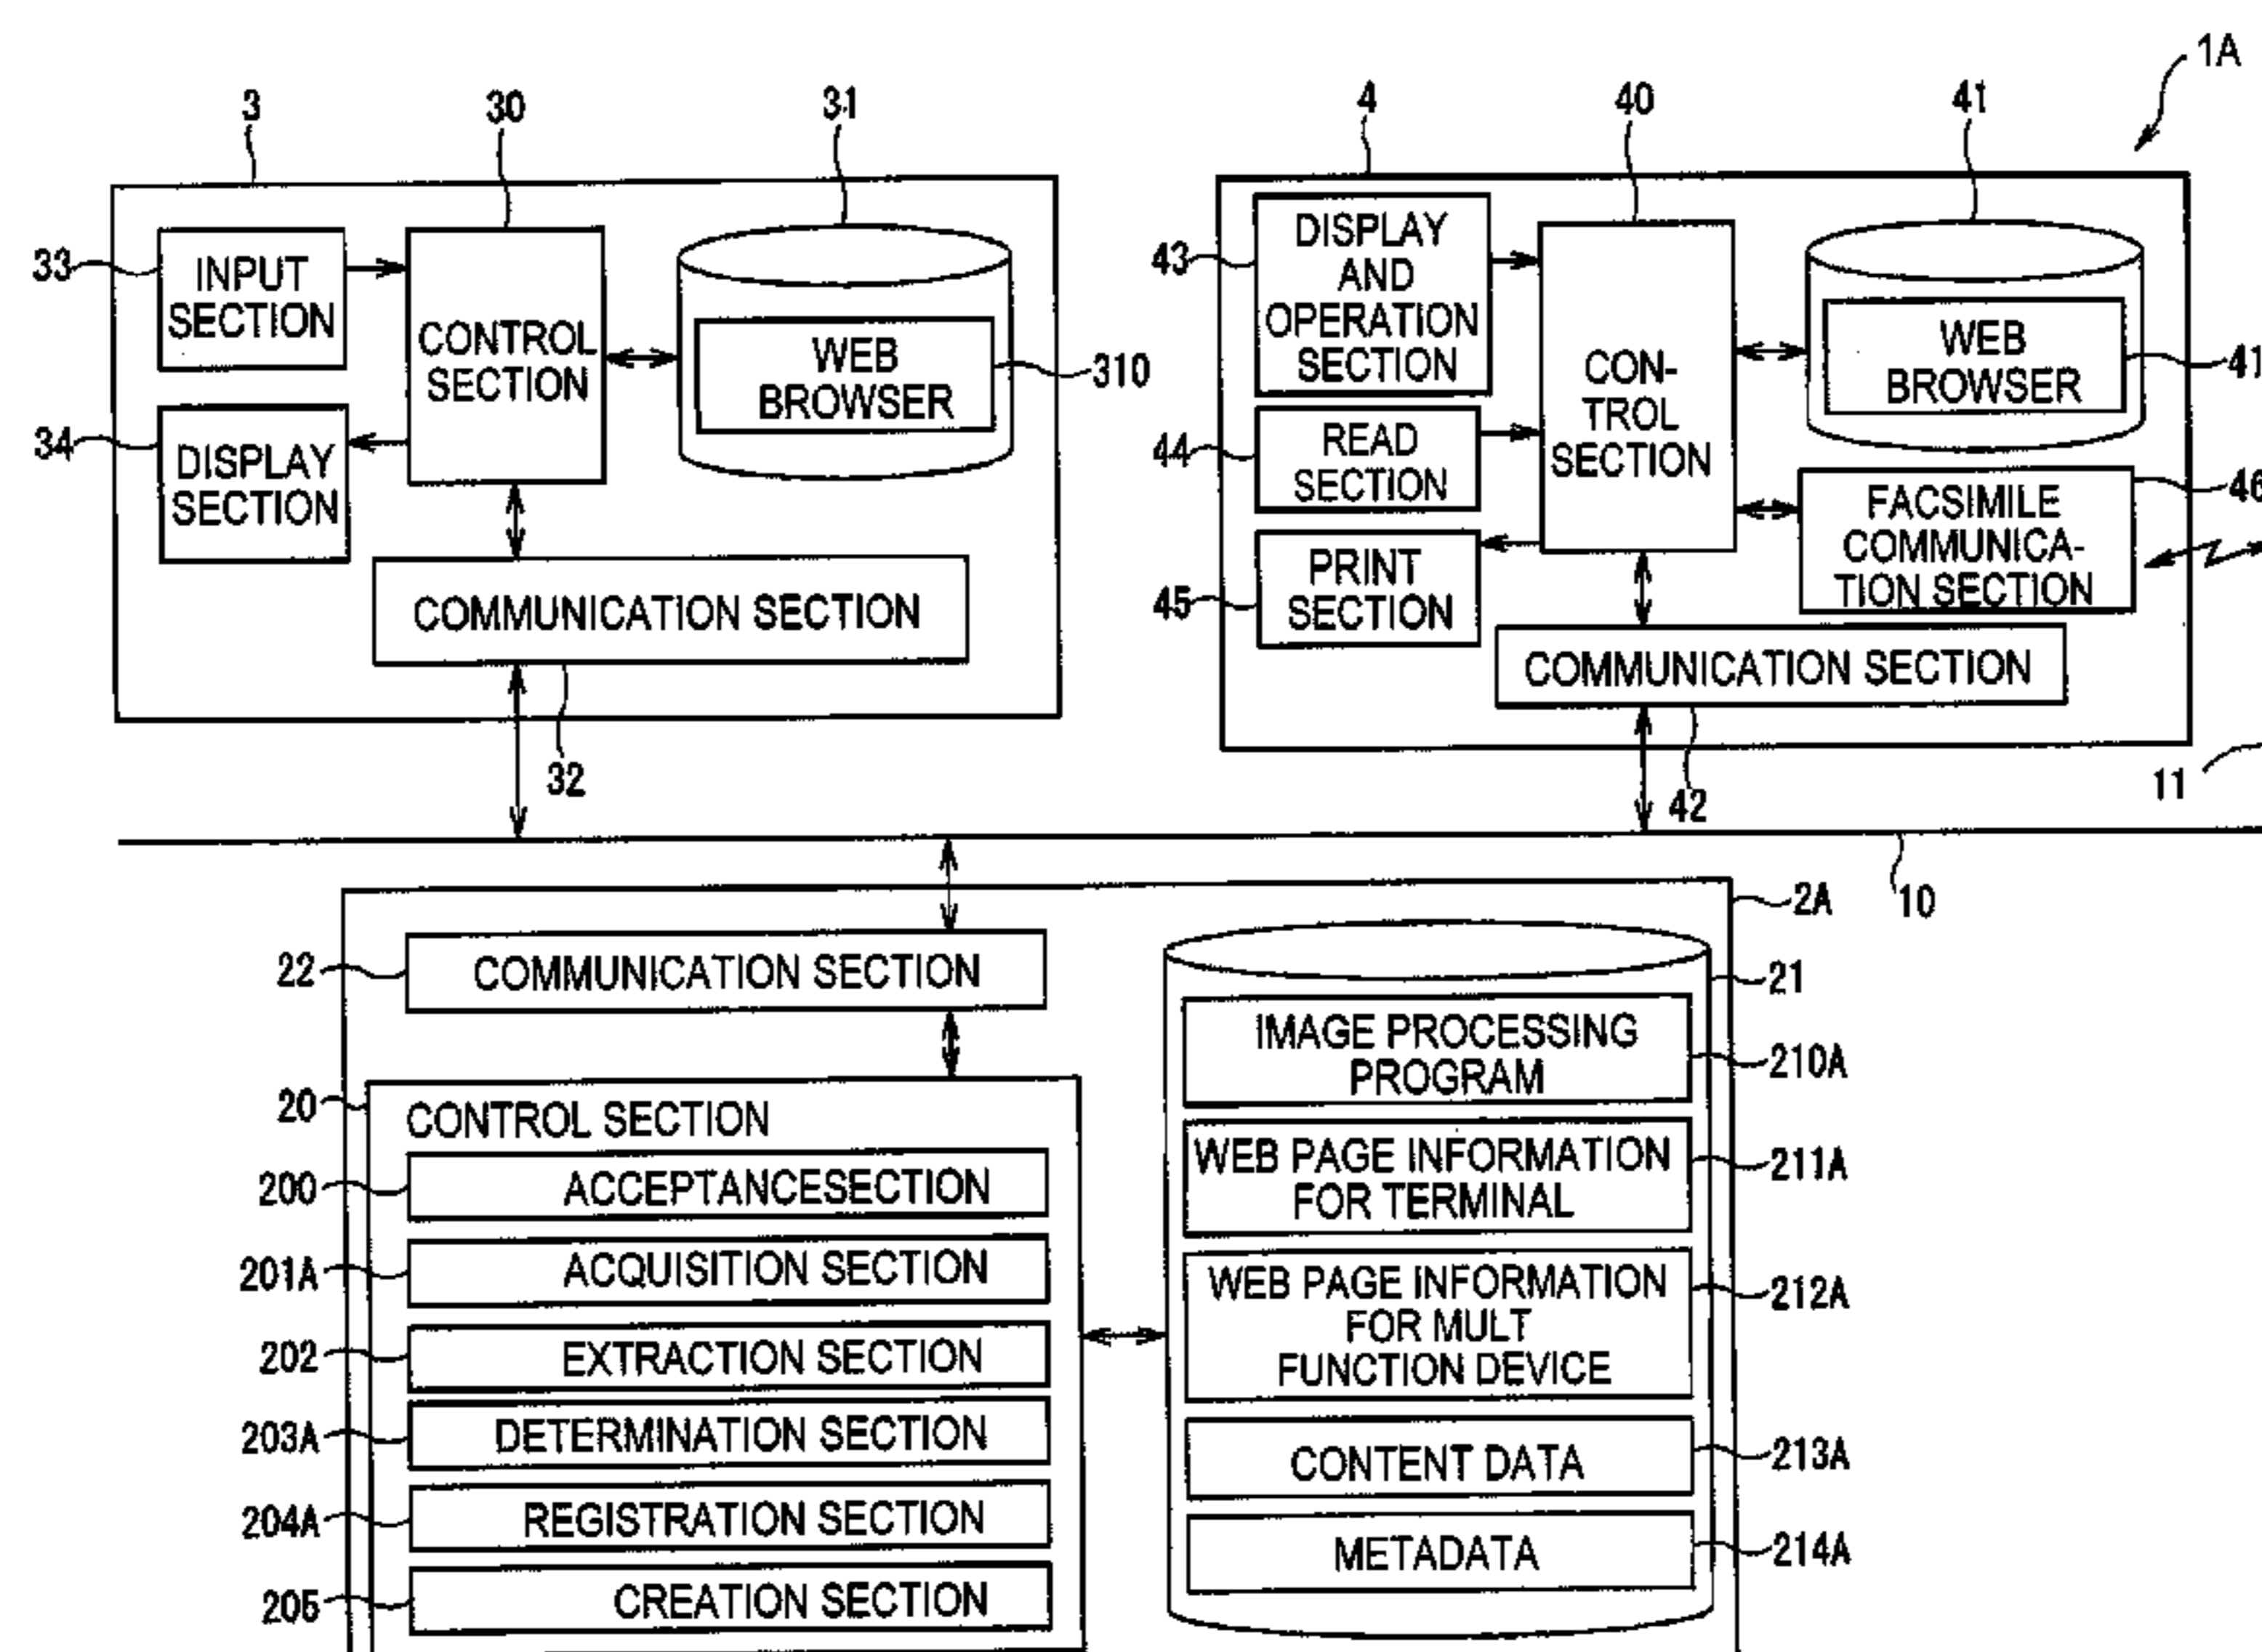 1A
3
30
31
4
40
41
33
INPUT
SECTION
CONTROL
SECTION
WEB
BROWSER
310
34
DISPLAY
SECTION
COMMUNICATION SECTION
32
43
DISPLAY
AND
OPERATION
SECTION
CON-
TROL
SECTION
WEB
BROWSER
41
44
READ
SECTION
46
FACSIMILE
COMMUNICA-
TION SECTION
45
PRINT
SECTION
COMMUNICATION SECTION
42
11
10
2A
22
COMMUNICATION SECTION
21
20
CONTROL SECTION
200
ACCEPTANCESECTION
201A
ACQUISITION SECTION
202
EXTRACTION SECTION
203A
DETERMINATION SECTION
204A
REGISTRATION SECTION
205
CREATION SECTION
IMAGE PROCESSING
PROGRAM
210A
WEB PAGE INFORMATION
FOR TERMINAL
211A
WEB PAGE INFORMATION
FOR MULT
FUNCTION DEVICE
212A
CONTENT DATA
213A
METADATA
214A